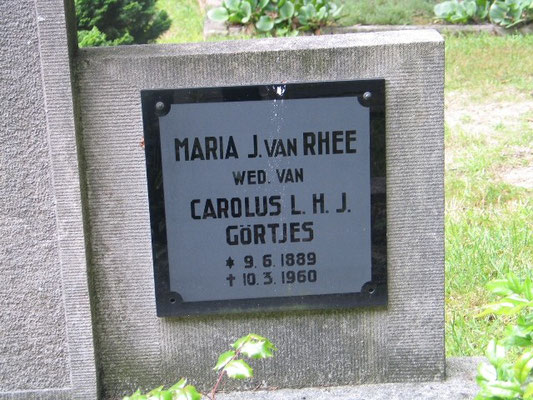 MARIA J. VAN RHEE
WED. VAN
CAROLUS L. H. J.
GÖRTJES
* 9. 6. 1889
† 10. 3. 1960